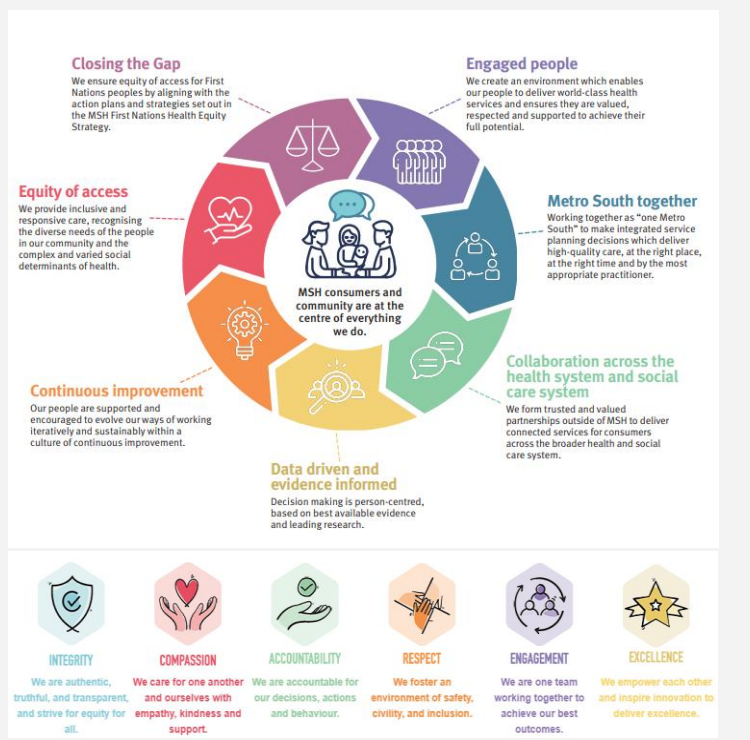 Closing the Gap
We ensure equity of access for First
Nations peoples by aligning with the
action plans and strategies set out in
the MSH First Nations Health Equity
Strategy.
Engaged people
We create an environment which enables
our people to deliver world-class health
services and ensures they are valued,
respected and supported to achieve their
full potential.
Equity of access
We provide inclusive and
responsive care, recognising
the diverse needs of the people
in our community and the
complex and varied social
determinants of health.
Metro South together
Working together as “one Metro
South” to make integrated service
planning decisions which deliver
high-quality care, at the right place,
at the right time and by the most
appropriate practitioner.
MSH consumers and
community are at the
centre of everything
we do.
Continuous improvement
Our people are supported and
encouraged to evolve our ways of working
iteratively and sustainably within a
culture of continuous improvement.
Collaboration across the
health system and social
care system
We form trusted and valued
partnerships outside of MSH to deliver
connected services for consumers
across the broader health and social
care system.
Data driven and
evidence informed
Decision making is person-centred,
based on best available evidence
and leading research.
INTEGRITY
We are authentic,
truthful, and transparent,
and strive for equity for
all.
COMPASSION
We care for one another
and ourselves with
empathy, kindness and
support.
ACCOUNTABILITY
We are accountable for
our decisions, actions
and behaviour.
RESPECT
We foster an
environment of safety,
civility, and inclusion.
ENGAGEMENT
We are one team
working together to
achieve our best
outcomes.
EXCELLENCE
We empower each other
and inspire innovation to
deliver excellence.